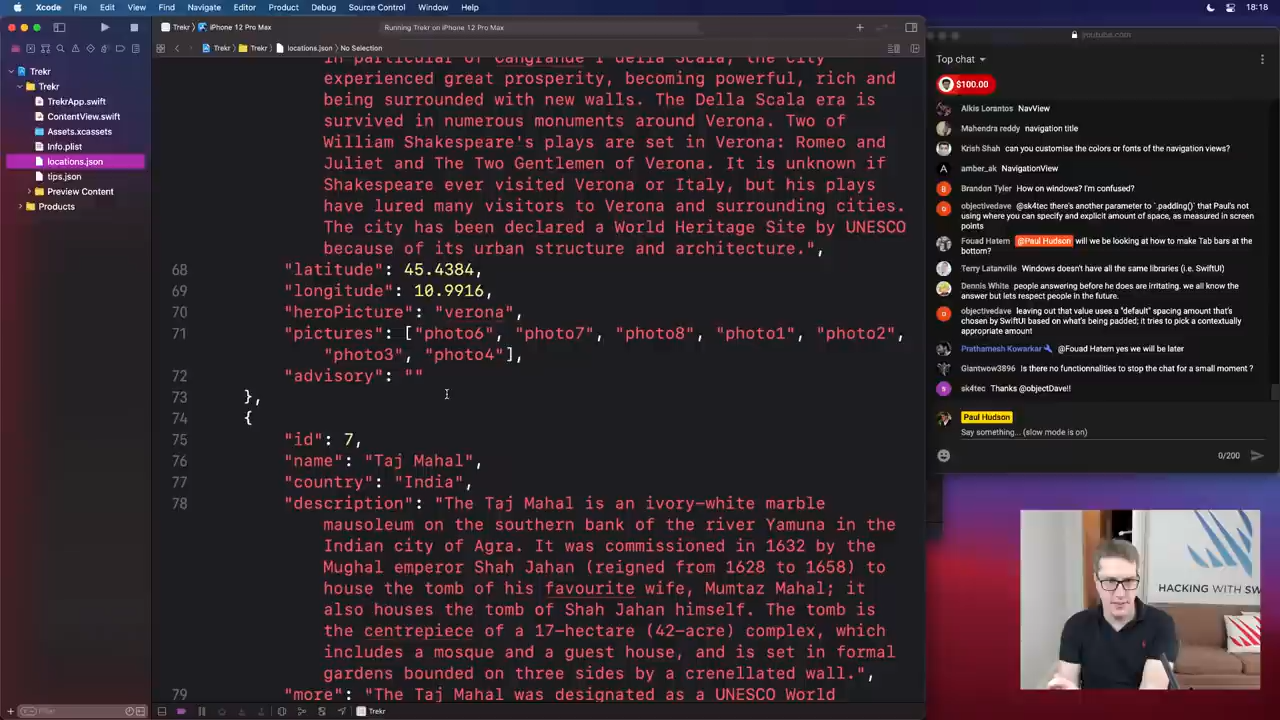 Xcode File Edit View Find Navigate Editor Product Debug Source Control Window Help 18:18
Trekr iPhone 12 Pro Max Running Trekr on iPhone 12 Pro Max
Trekr Trekr locations.json No Selection
Trekr
Trekr
TrekrApp.swift
ContentView.swift
Assets.xcassets
Info.plist
locations.json
tips.json
Preview Content
Products
Filter
in particular of Cangrande I della Scala, the city
experienced great prosperity, becoming powerful, rich and
being surrounded with new walls. The Della Scala era is
survived in numerous monuments around Verona. Two of
William Shakespeare's plays are set in Verona: Romeo and
Juliet and The Two Gentlemen of Verona. It is unknown if
Shakespeare ever visited Verona or Italy, but his plays
have lured many visitors to Verona and surrounding cities.
The city has been declared a World Heritage Site by UNESCO
because of its urban structure and architecture.",
68 "latitude": 45.4384,
69 "longitude": 10.9916,
70 "heroPicture": "verona",
71 "pictures": ["photo6", "photo7", "photo8", "photo1", "photo2",
"photo3", "photo4"],
72 "advisory": ""
73 },
74 {
75 "id": 7,
76 "name": "Taj Mahal",
77 "country": "India",
78 "description": "The Taj Mahal is an ivory-white marble
mausoleum on the southern bank of the river Yamuna in the
Indian city of Agra. It was commissioned in 1632 by the
Mughal emperor Shah Jahan (reigned from 1628 to 1658) to
house the tomb of his favourite wife, Mumtaz Mahal; it
also houses the tomb of Shah Jahan himself. The tomb is
the centrepiece of a 17-hectare (42-acre) complex, which
includes a mosque and a guest house, and is set in formal
gardens bounded on three sides by a crenellated wall.",
79 "more": "The Taj Mahal was designated as a UNESCO World
Trekr
youtube.com
Top chat
$100.00
Alkis Lorantos NavView
Mahendra reddy navigation title
Krish Shah can you customise the colors or fonts of the navigation views?
amber_ak NavigationView
Brandon Tyler How on windows? I'm confused?
objectivedave @sk4tec there's another parameter to `.padding()` that Paul's not
using where you can specify and explicit amount of space, as measured in screen
points
Fouad Hatem @Paul Hudson will we be looking at how to make Tab bars at the
bottom?
Terry Latanville Windows doesn't have all the same libraries (i.e. SwiftUI)
Dennis White people answering before he does are irritating. we all know the
answer but lets respect people in the future.
objectivedave leaving out that value uses a "default" spacing amount that's
chosen by SwiftUI based on what's being padded; it tries to pick a contextually
appropriate amount
Prathamesh Kowarkar @Fouad Hatem yes we will be later
Giantwow3896 Is there no functionnalities to stop the chat for a small moment ?
sk4tec Thanks @objectDave!!
Paul Hudson
Say something... (slow mode is on)
0/200
HACKING WITH SW